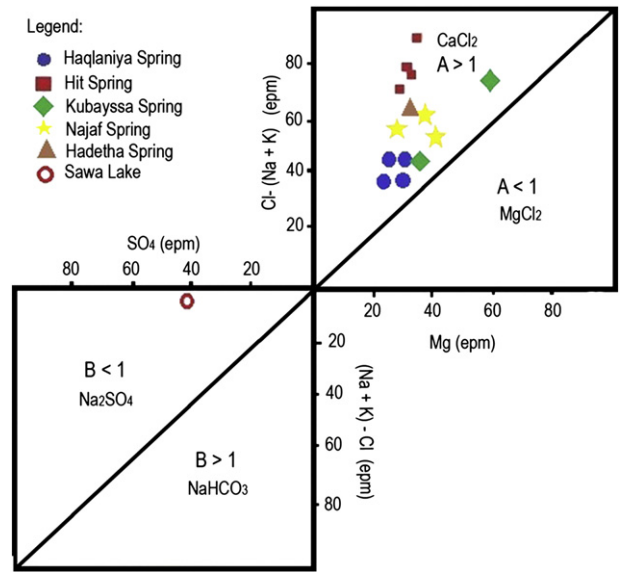 Legend:
Haqlaniya Spring
Hit Spring
Kubayssa Spring
Najaf Spring
Hadetha Spring
Sawa Lake
CaCl2
A > 1
80
60
40
20
Cl- (Na + K) (epm)
A < 1
MgCl2
20 40 60 80
Mg (epm)
SO4 (epm)
80 60 40 20
B < 1
Na2SO4
B > 1
NaHCO3
20
40
60
80
(Na + K) - Cl (epm)